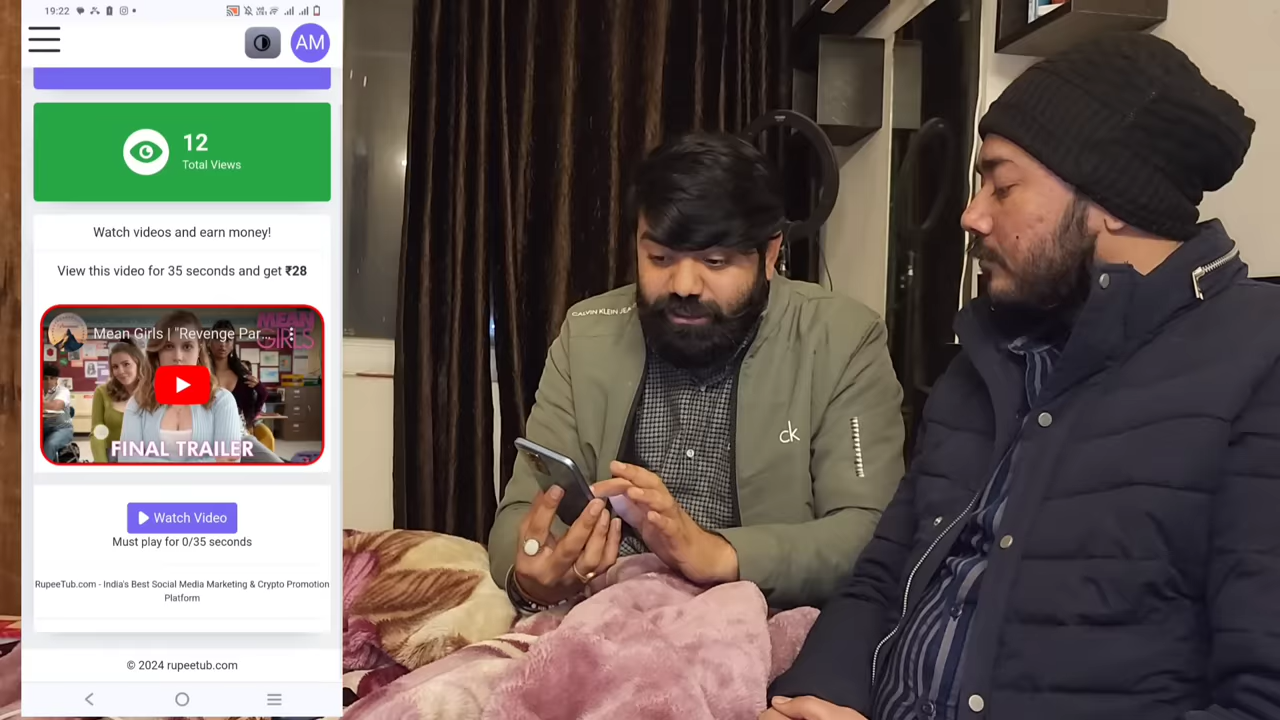 19:22
AM
12
Total Views
Watch videos and earn money!
View this video for 35 seconds and get ₹28
Mean Girls | "Revenge Par...
MEAN
GIRLS
FINAL TRAILER
Watch Video
Must play for 0/35 seconds
RupeeTub.com - India's Best Social Media Marketing & Crypto Promotion
Platform
© 2024 rupeetub.com
CALVIN KLEIN JEA
ck